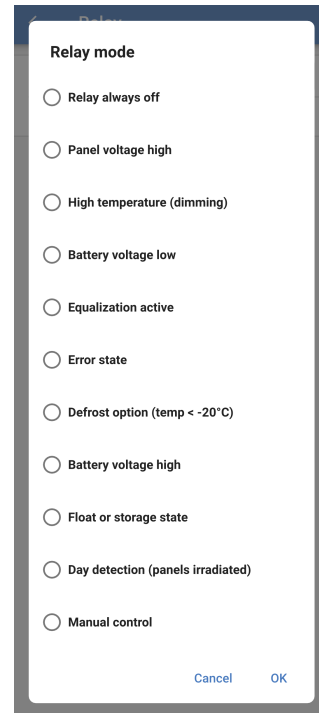 Relay mode
Relay always off
Panel voltage high
High temperature (dimming)
Battery voltage low
Equalization active
Error state
Defrost option (temp < -20°C)
Battery voltage high
Float or storage state
Day detection (panels irradiated)
Manual control
Cancel OK